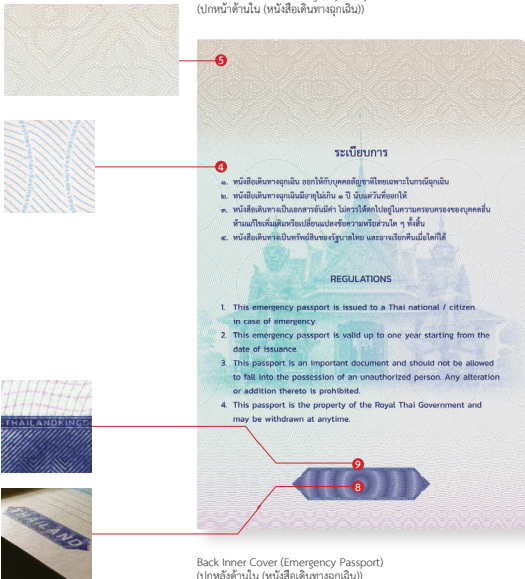 (ปกหน้าด้านใน (หนังสือเดินทางฉุกเฉิน))
5
ระเบียบการ
4
๑. หนังสือเดินทางฉุกเฉิน ออกให้กับบุคคลสัญชาติไทยเฉพาะในกรณีฉุกเฉิน
๒. หนังสือเดินทางฉุกเฉินมีอายุไม่เกิน ๑ ปี นับแต่วันที่ออกให้
๓. หนังสือเดินทางเป็นเอกสารอันมีค่า ไม่ควรให้ตกไปอยู่ในความครอบครองของบุคคลอื่น
ห้ามแก้ไขเพิ่มเติมหรือเปลี่ยนแปลงข้อความหรือส่วนใด ๆ ทั้งสิ้น
๔. หนังสือเดินทางเป็นทรัพย์สินของรัฐบาลไทย และอาจเรียกคืนเมื่อใดก็ได้
REGULATIONS
1. This emergency passport is issued to a Thai national / citizen
in case of emergency.
2. This emergency passport is valid up to one year starting from the
date of issuance.
3. This passport is an important document and should not be allowed
to fall into the possession of an unauthorized person. Any alteration
or addition thereto is prohibited.
4. This passport is the property of the Royal Thai Government and
may be withdrawn at anytime.
THAILANDKINGD
9
8
THAILAND
Back Inner Cover (Emergency Passport)
(ปกหลังด้านใน (หนังสือเดินทางฉุกเฉิน))